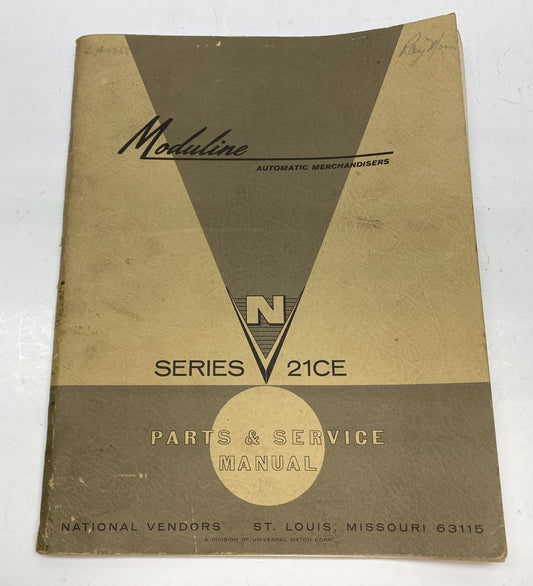 Moduline
AUTOMATIC MERCHANDISERS
N
SERIES 21CE
PARTS & SERVICE
MANUAL
NATIONAL VENDORS ST. LOUIS, MISSOURI 63115
A DIVISION OF UNIVERSAL MATCH CORP.